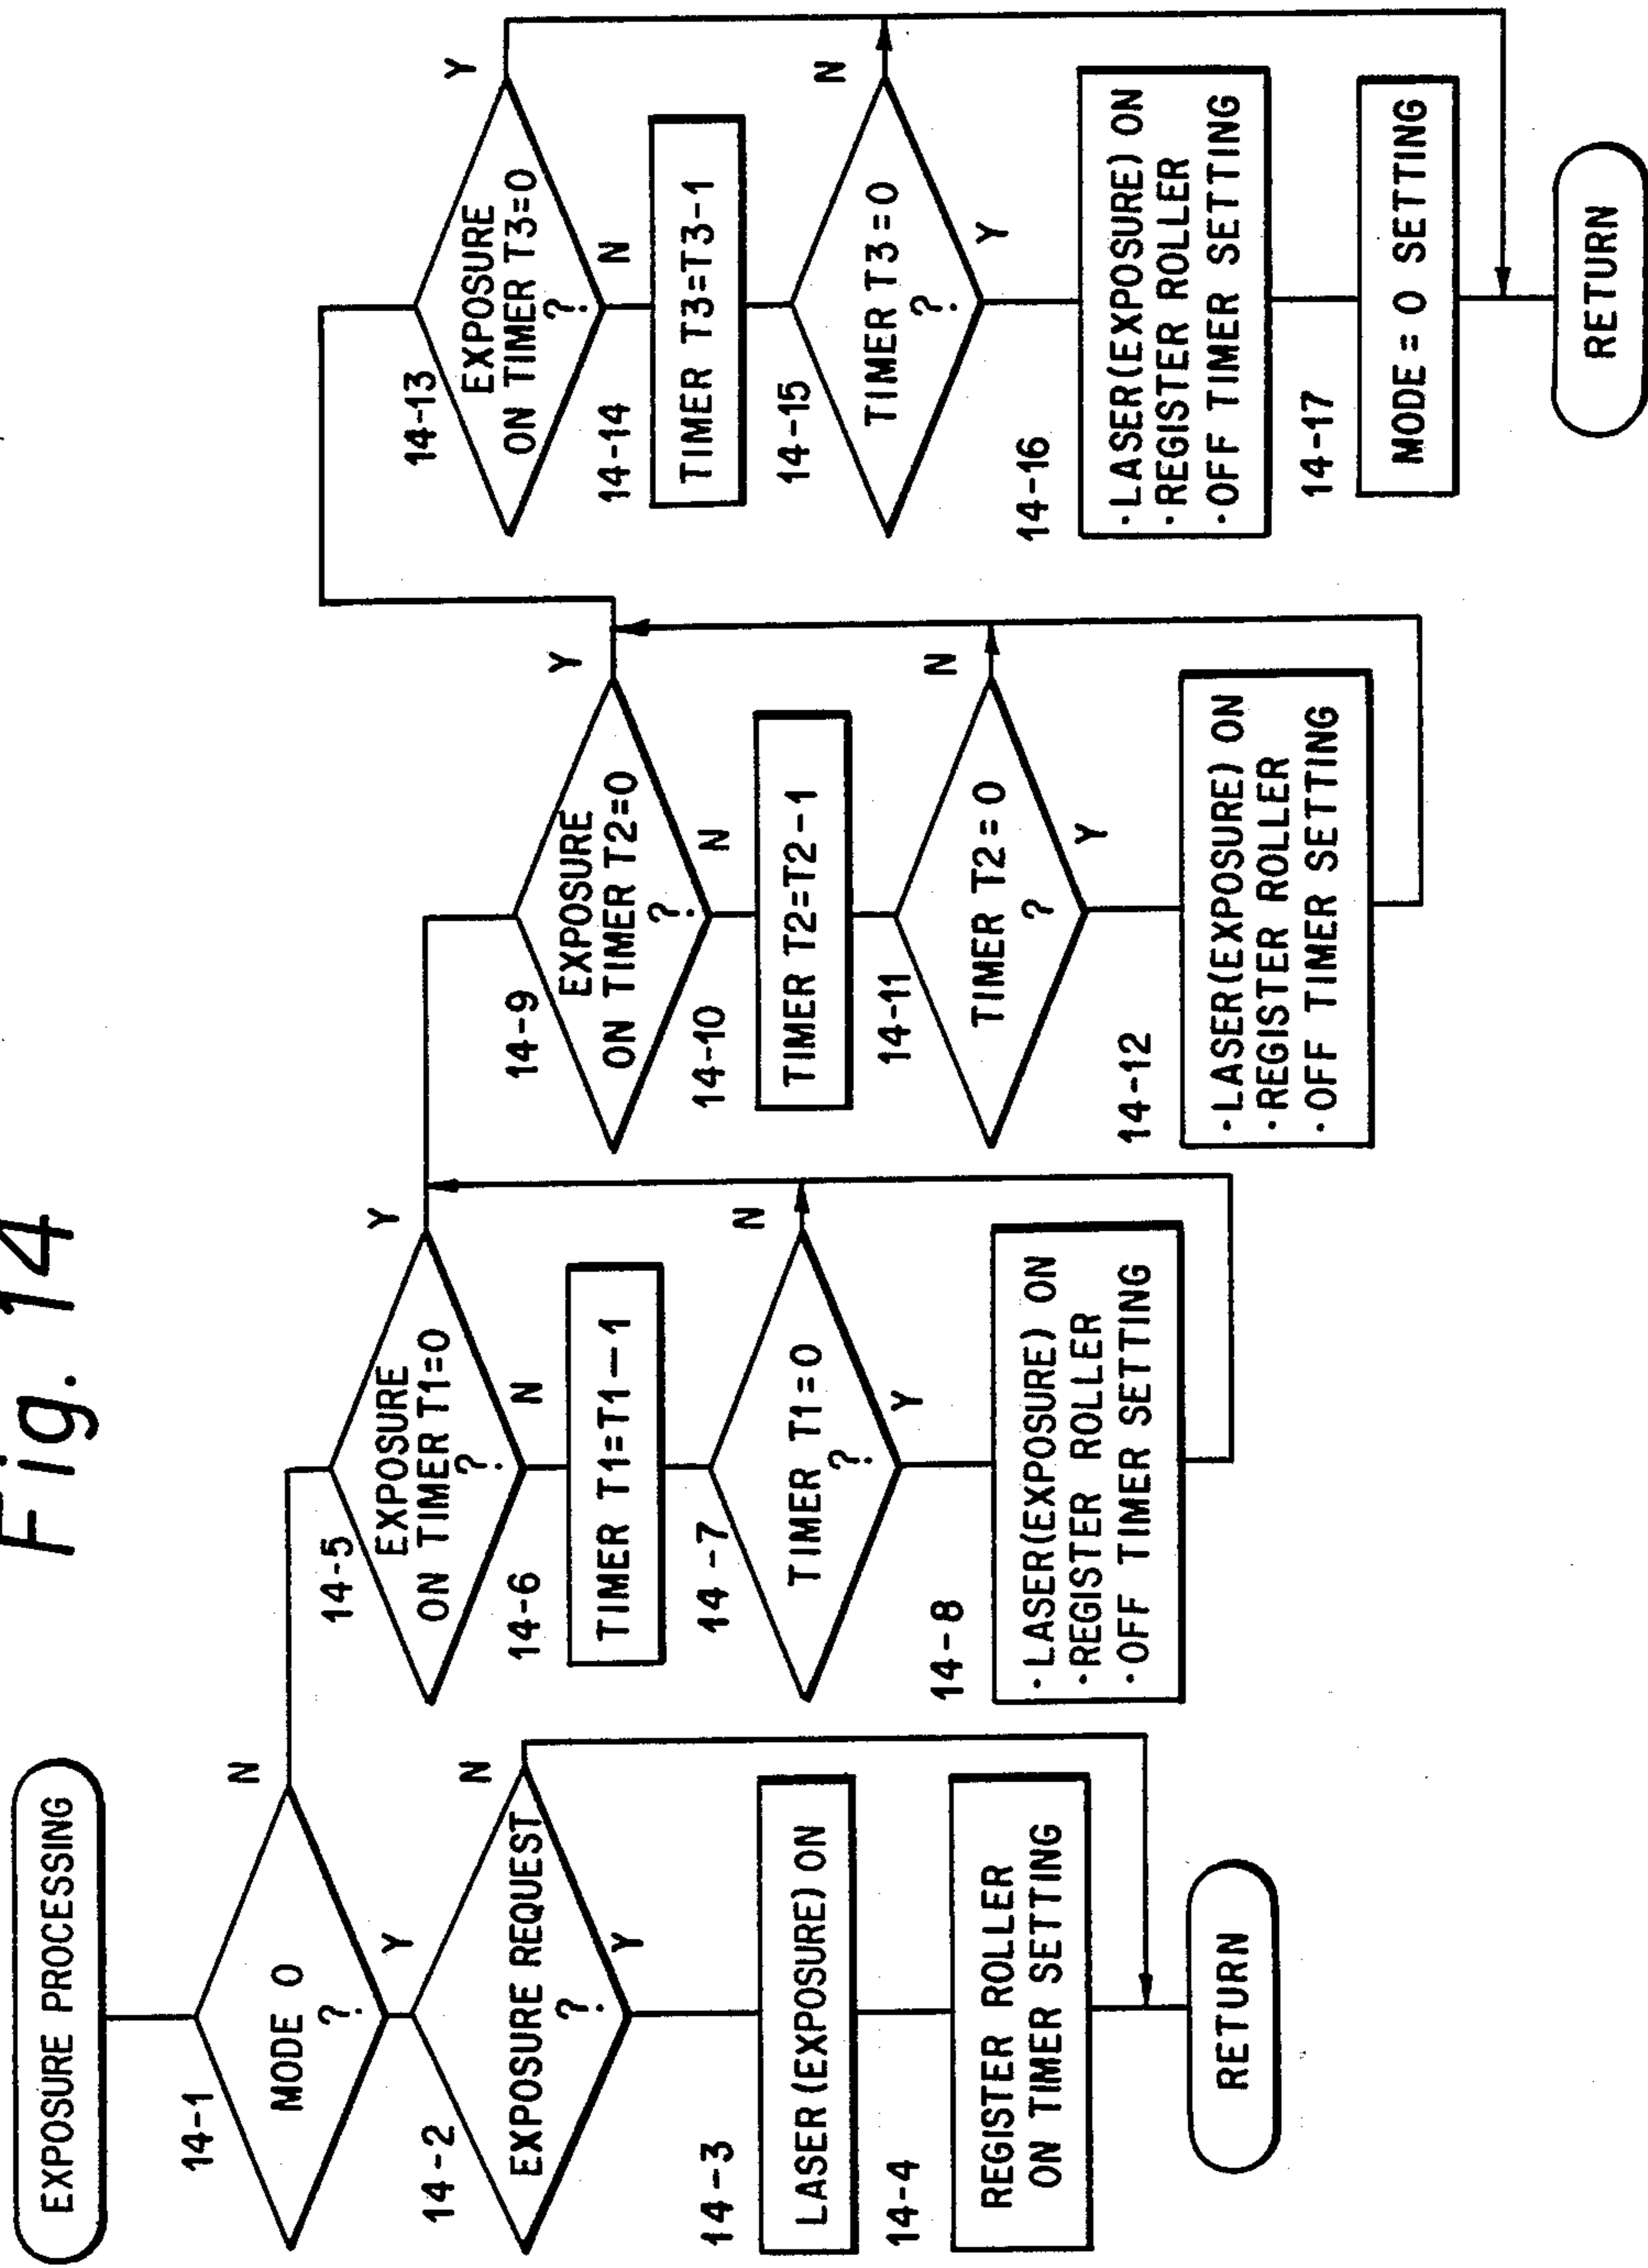 Fig. 14
EXPOSURE PROCESSING
14-1
MODE 0
?
N
Y
14-2
EXPOSURE REQUEST
?
N
Y
14-3
LASER (EXPOSURE) ON
14-4
REGISTER ROLLER
ON TIMER SETTING
RETURN
14-5
EXPOSURE
ON TIMER T1=0
?
Y
N
14-6
TIMER T1=T1-1
14-7
TIMER T1=0
?
N
Y
14-8
·LASER(EXPOSURE) ON
·REGISTER ROLLER
·OFF TIMER SETTING
14-9
EXPOSURE
ON TIMER T2=0
?
Y
N
14-10
TIMER T2=T2-1
14-11
TIMER T2=0
?
N
Y
14-12
·LASER(EXPOSURE) ON
·REGISTER ROLLER
·OFF TIMER SETTING
14-13
EXPOSURE
ON TIMER T3=0
?
Y
N
14-14
TIMER T3=T3-1
14-15
TIMER T3=0
?
N
Y
14-16
·LASER(EXPOSURE) ON
·REGISTER ROLLER
·OFF TIMER SETTING
14-17
MODE=0 SETTING
RETURN